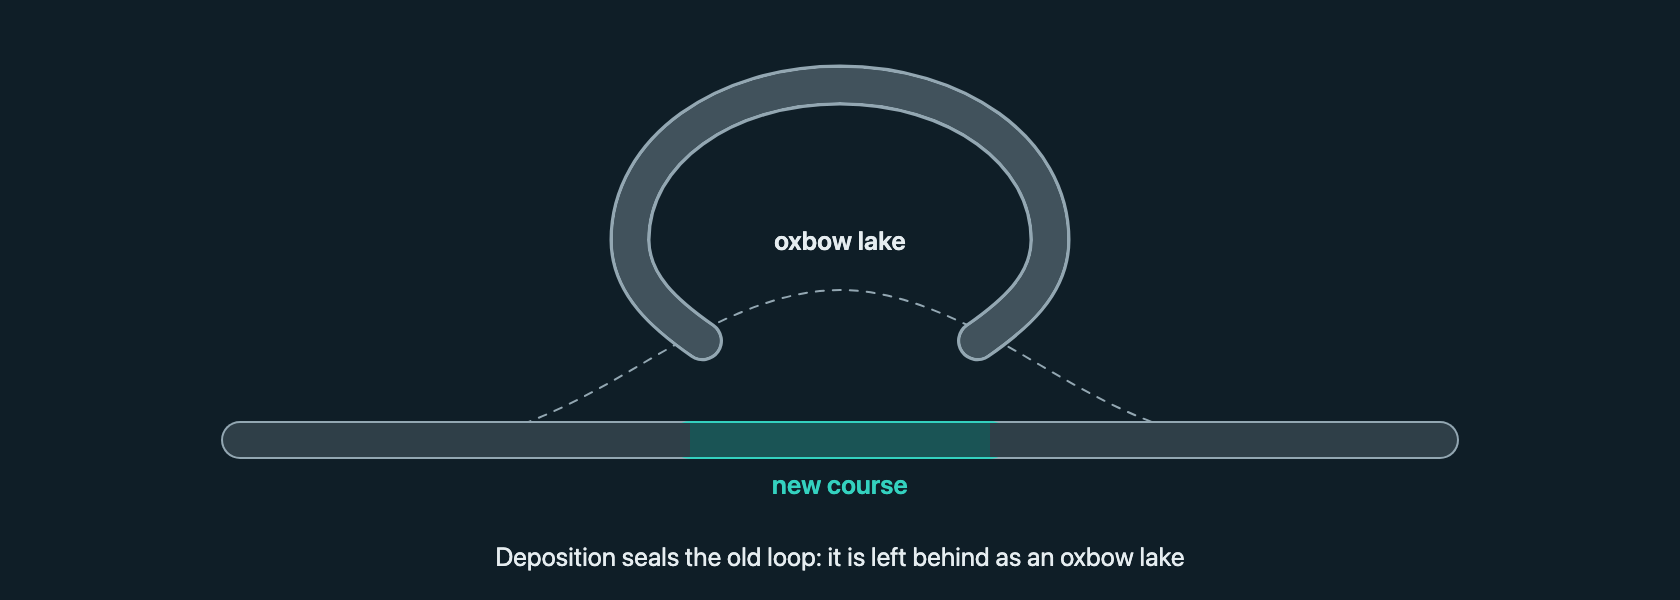 oxbow lake
new course
Deposition seals the old loop: it is left behind as an oxbow lake